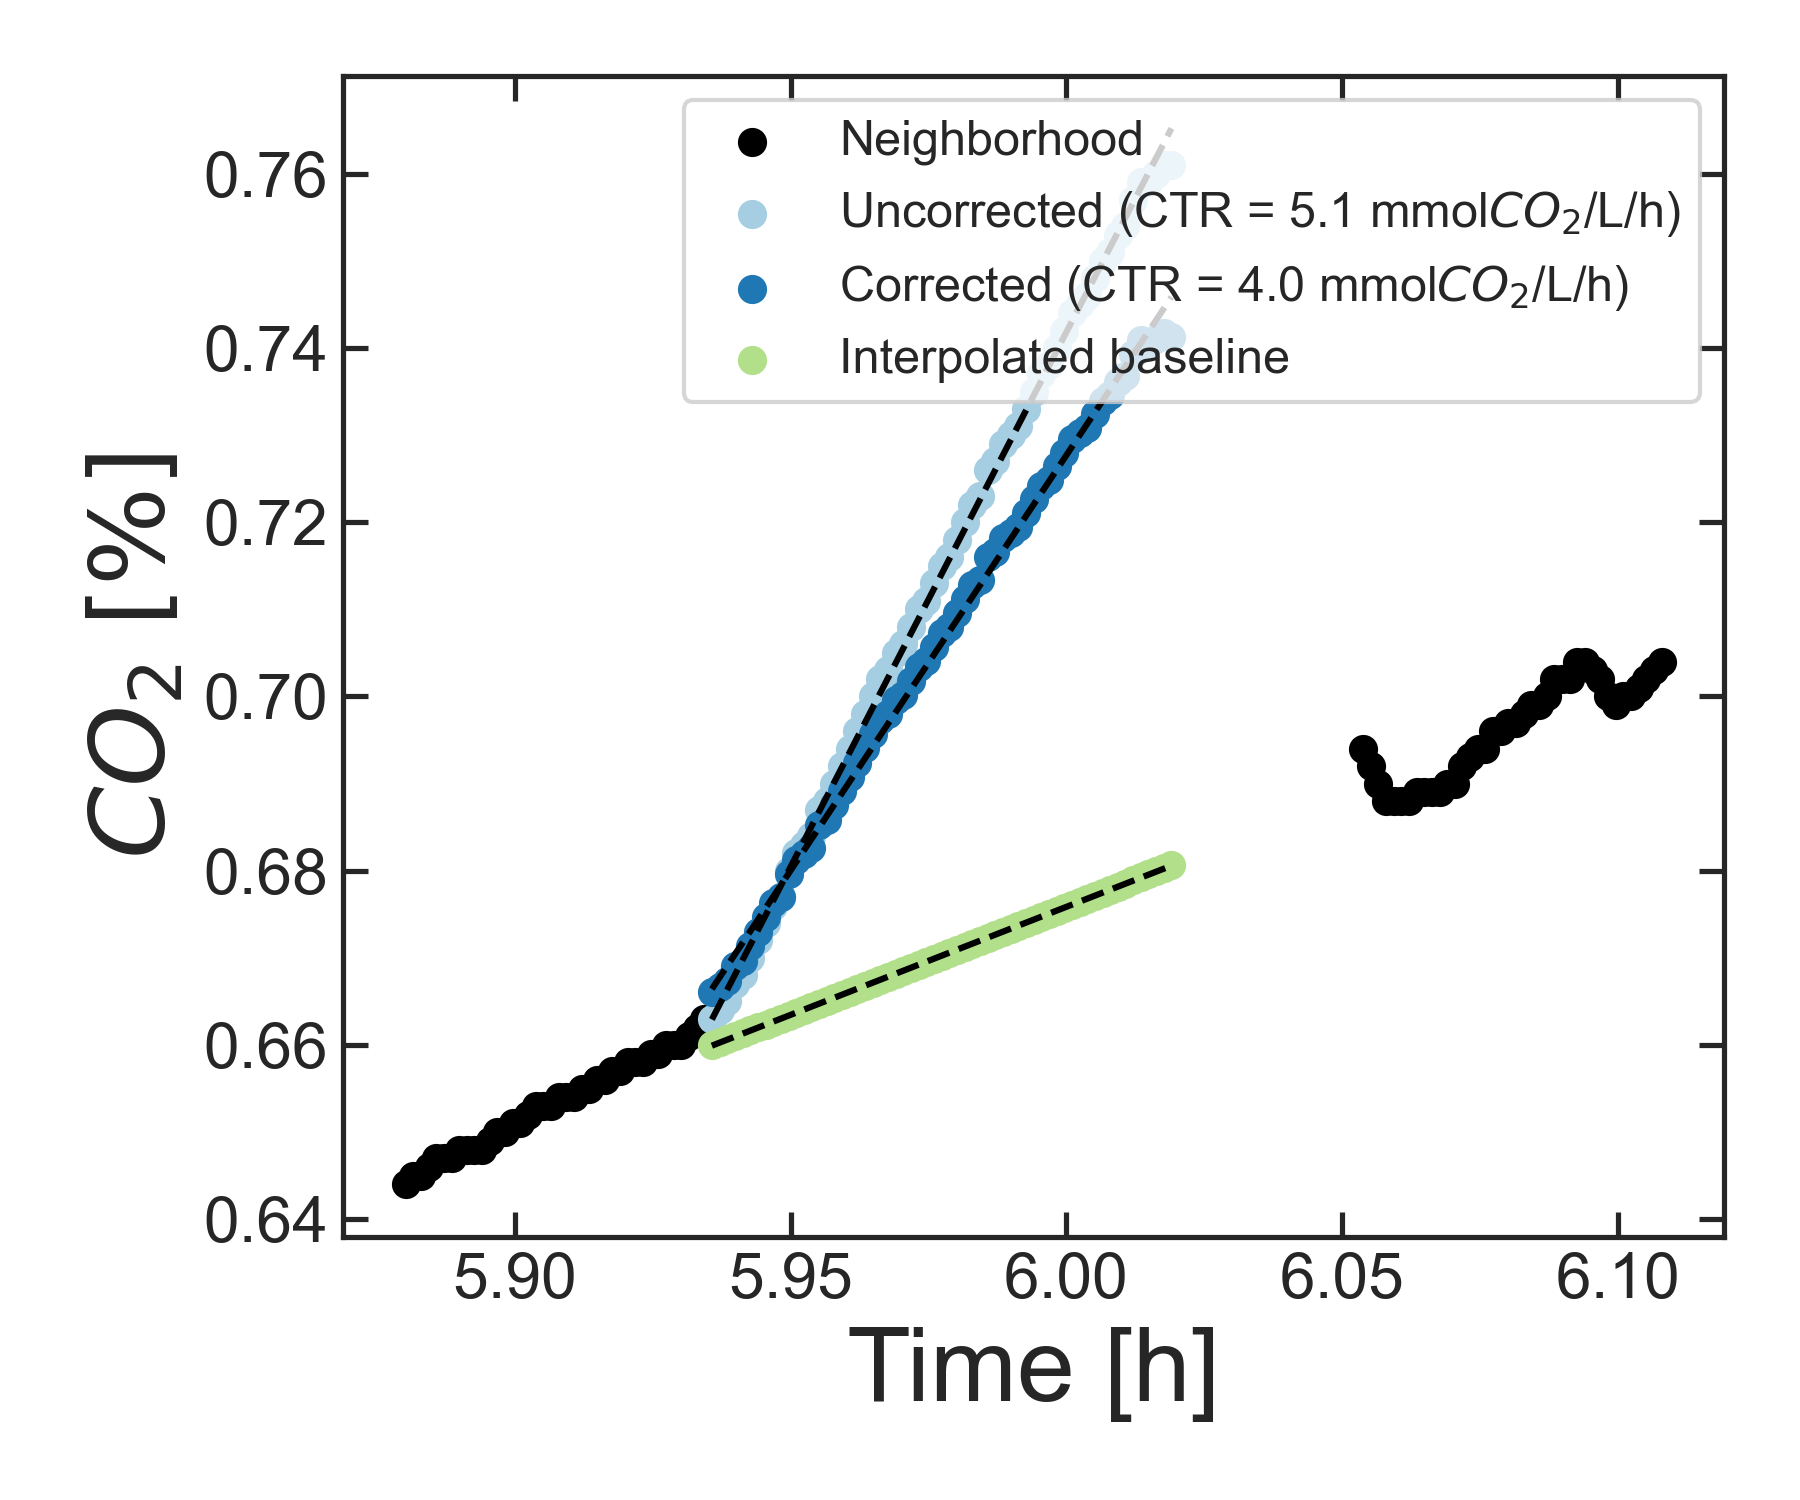 Neighborhood
Uncorrected (CTR = 5.1 mmolCO₂/L/h)
Corrected (CTR = 4.0 mmolCO₂/L/h)
Interpolated baseline
CO₂ [%]
0.76
0.74
0.72
0.70
0.68
0.66
0.64
5.90 5.95 6.00 6.05 6.10
Time [h]